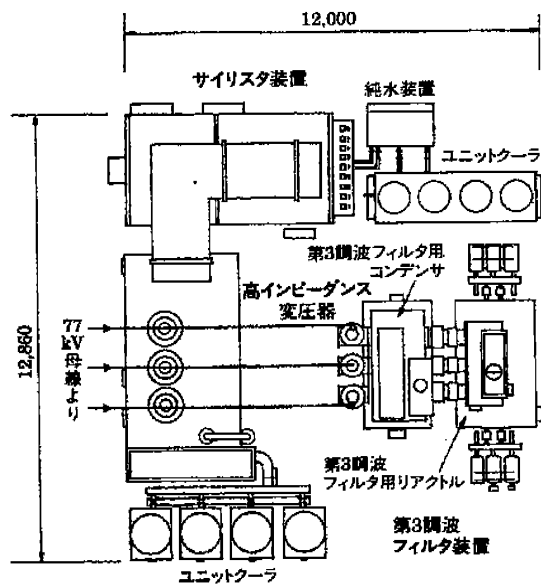 12,000
サイリスタ装置
純水装置
ユニットクーラ
第3調波フィルタ用
コンデンサ
高インピーダンス
変圧器
77
kV
母
線
よ
り
12,860
第3調波
フィルタ用リアクトル
第3調波
フィルタ装置
ユニットクーラ